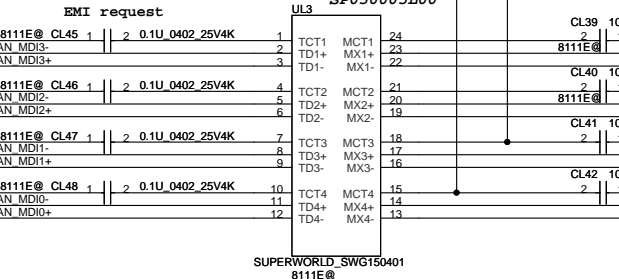 EMI request
UL3
8111E@ CL45 1 2 0.1U_0402_25V4K 1 TCT1 MCT1 24 CL39
AN_MDI3- 2 TD1+ MX1+ 23 8111E@ 2
AN_MDI3+ 3 TD1- MX1- 22
CL40
8111E@ CL46 1 2 0.1U_0402_25V4K 4 TCT2 MCT2 21 2
AN_MDI2- 5 TD2+ MX2+ 20 8111E@
AN_MDI2+ 6 TD2- MX2- 19
CL41
8111E@ CL47 1 2 0.1U_0402_25V4K 7 TCT3 MCT3 18 2
AN_MDI1- 8 TD3+ MX3+ 17
AN_MDI1+ 9 TD3- MX3- 16
CL42
8111E@ CL48 1 2 0.1U_0402_25V4K 10 TCT4 MCT4 15 2
AN_MDI0- 11 TD4+ MX4+ 14
AN_MDI0+ 12 TD4- MX4- 13
SUPERWORLD_SWG150401
8111E@